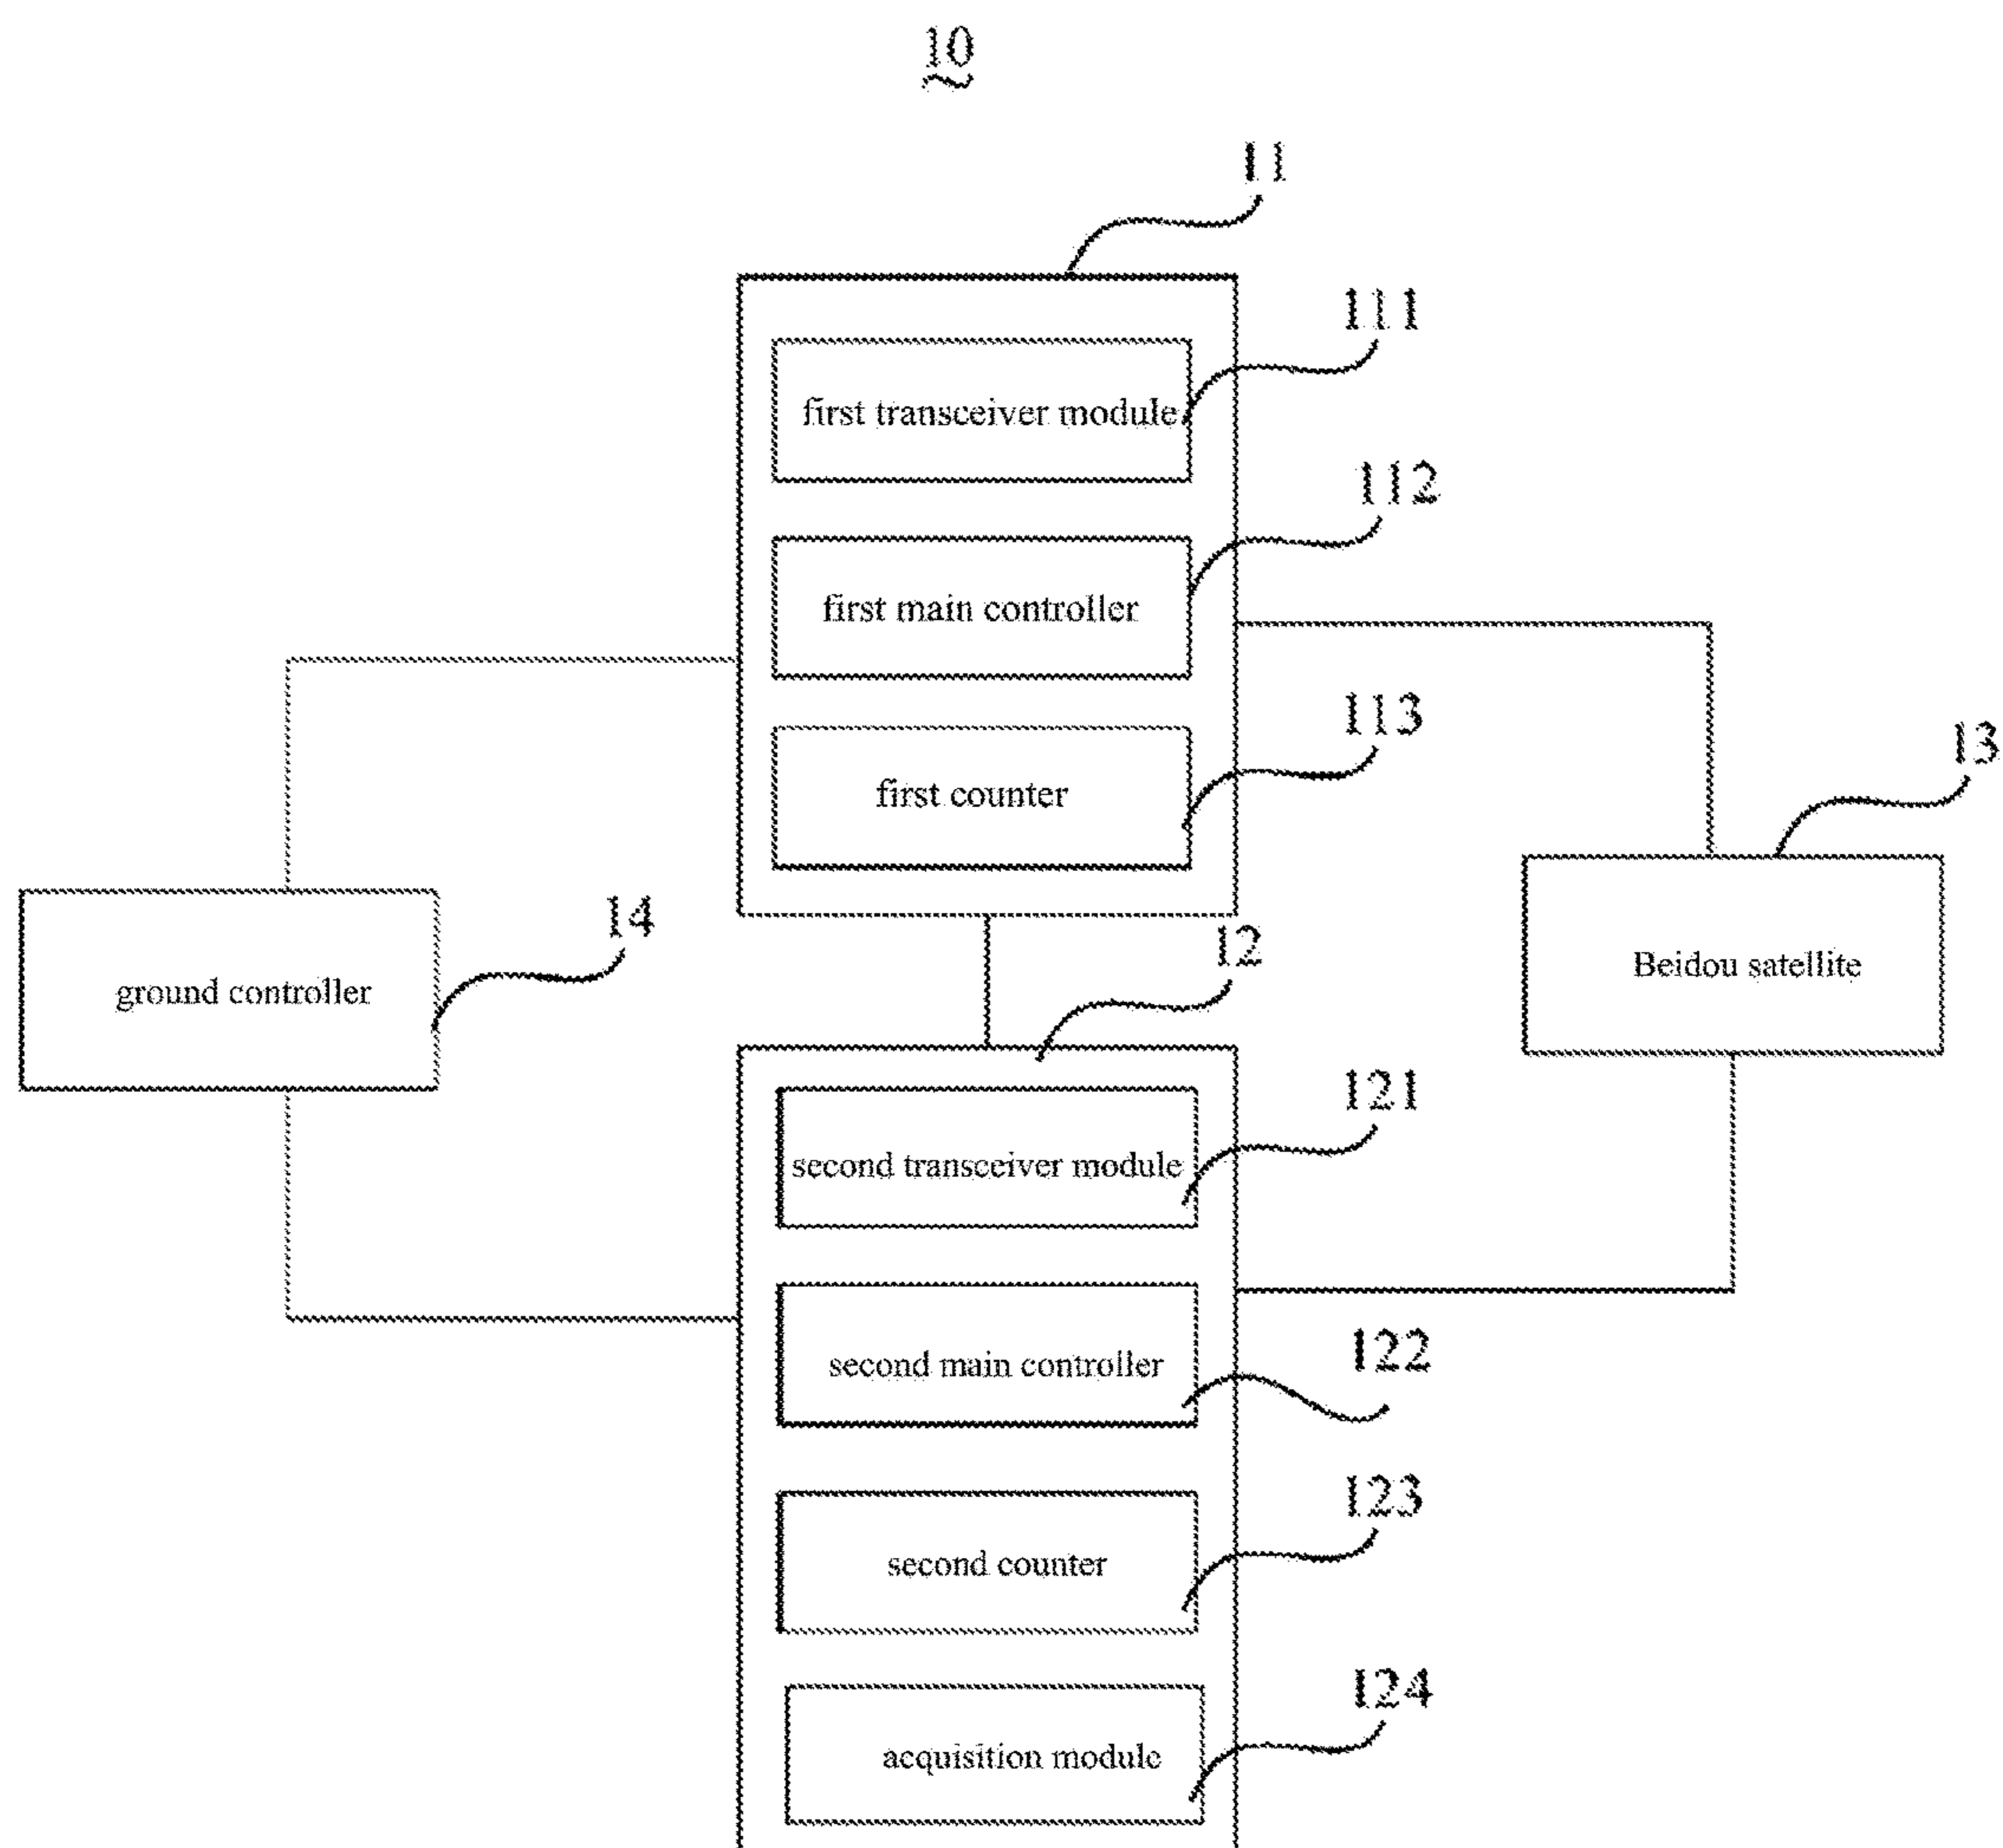 10
11
111
first transceiver module
112
first main controller
113
first counter
13
14
12
Beidou satellite
ground controller
121
second transceiver module
122
second main controller
123
second counter
124
acquisition module